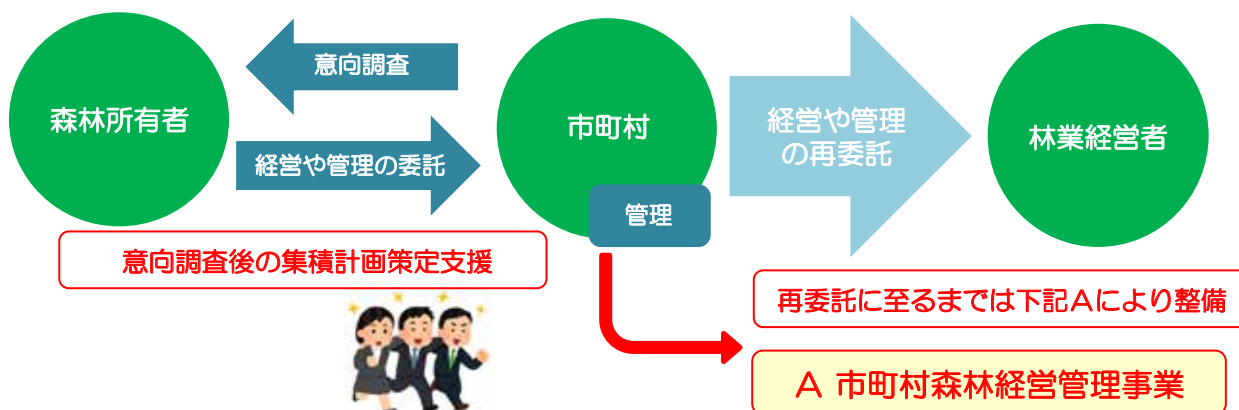 意向調査
森林所有者
市町村
経営や管理
の再委託
林業経営者
経営や管理の委託
管理
意向調査後の集積計画策定支援
再委託に至るまでは下記Aにより整備
A 市町村森林経営管理事業